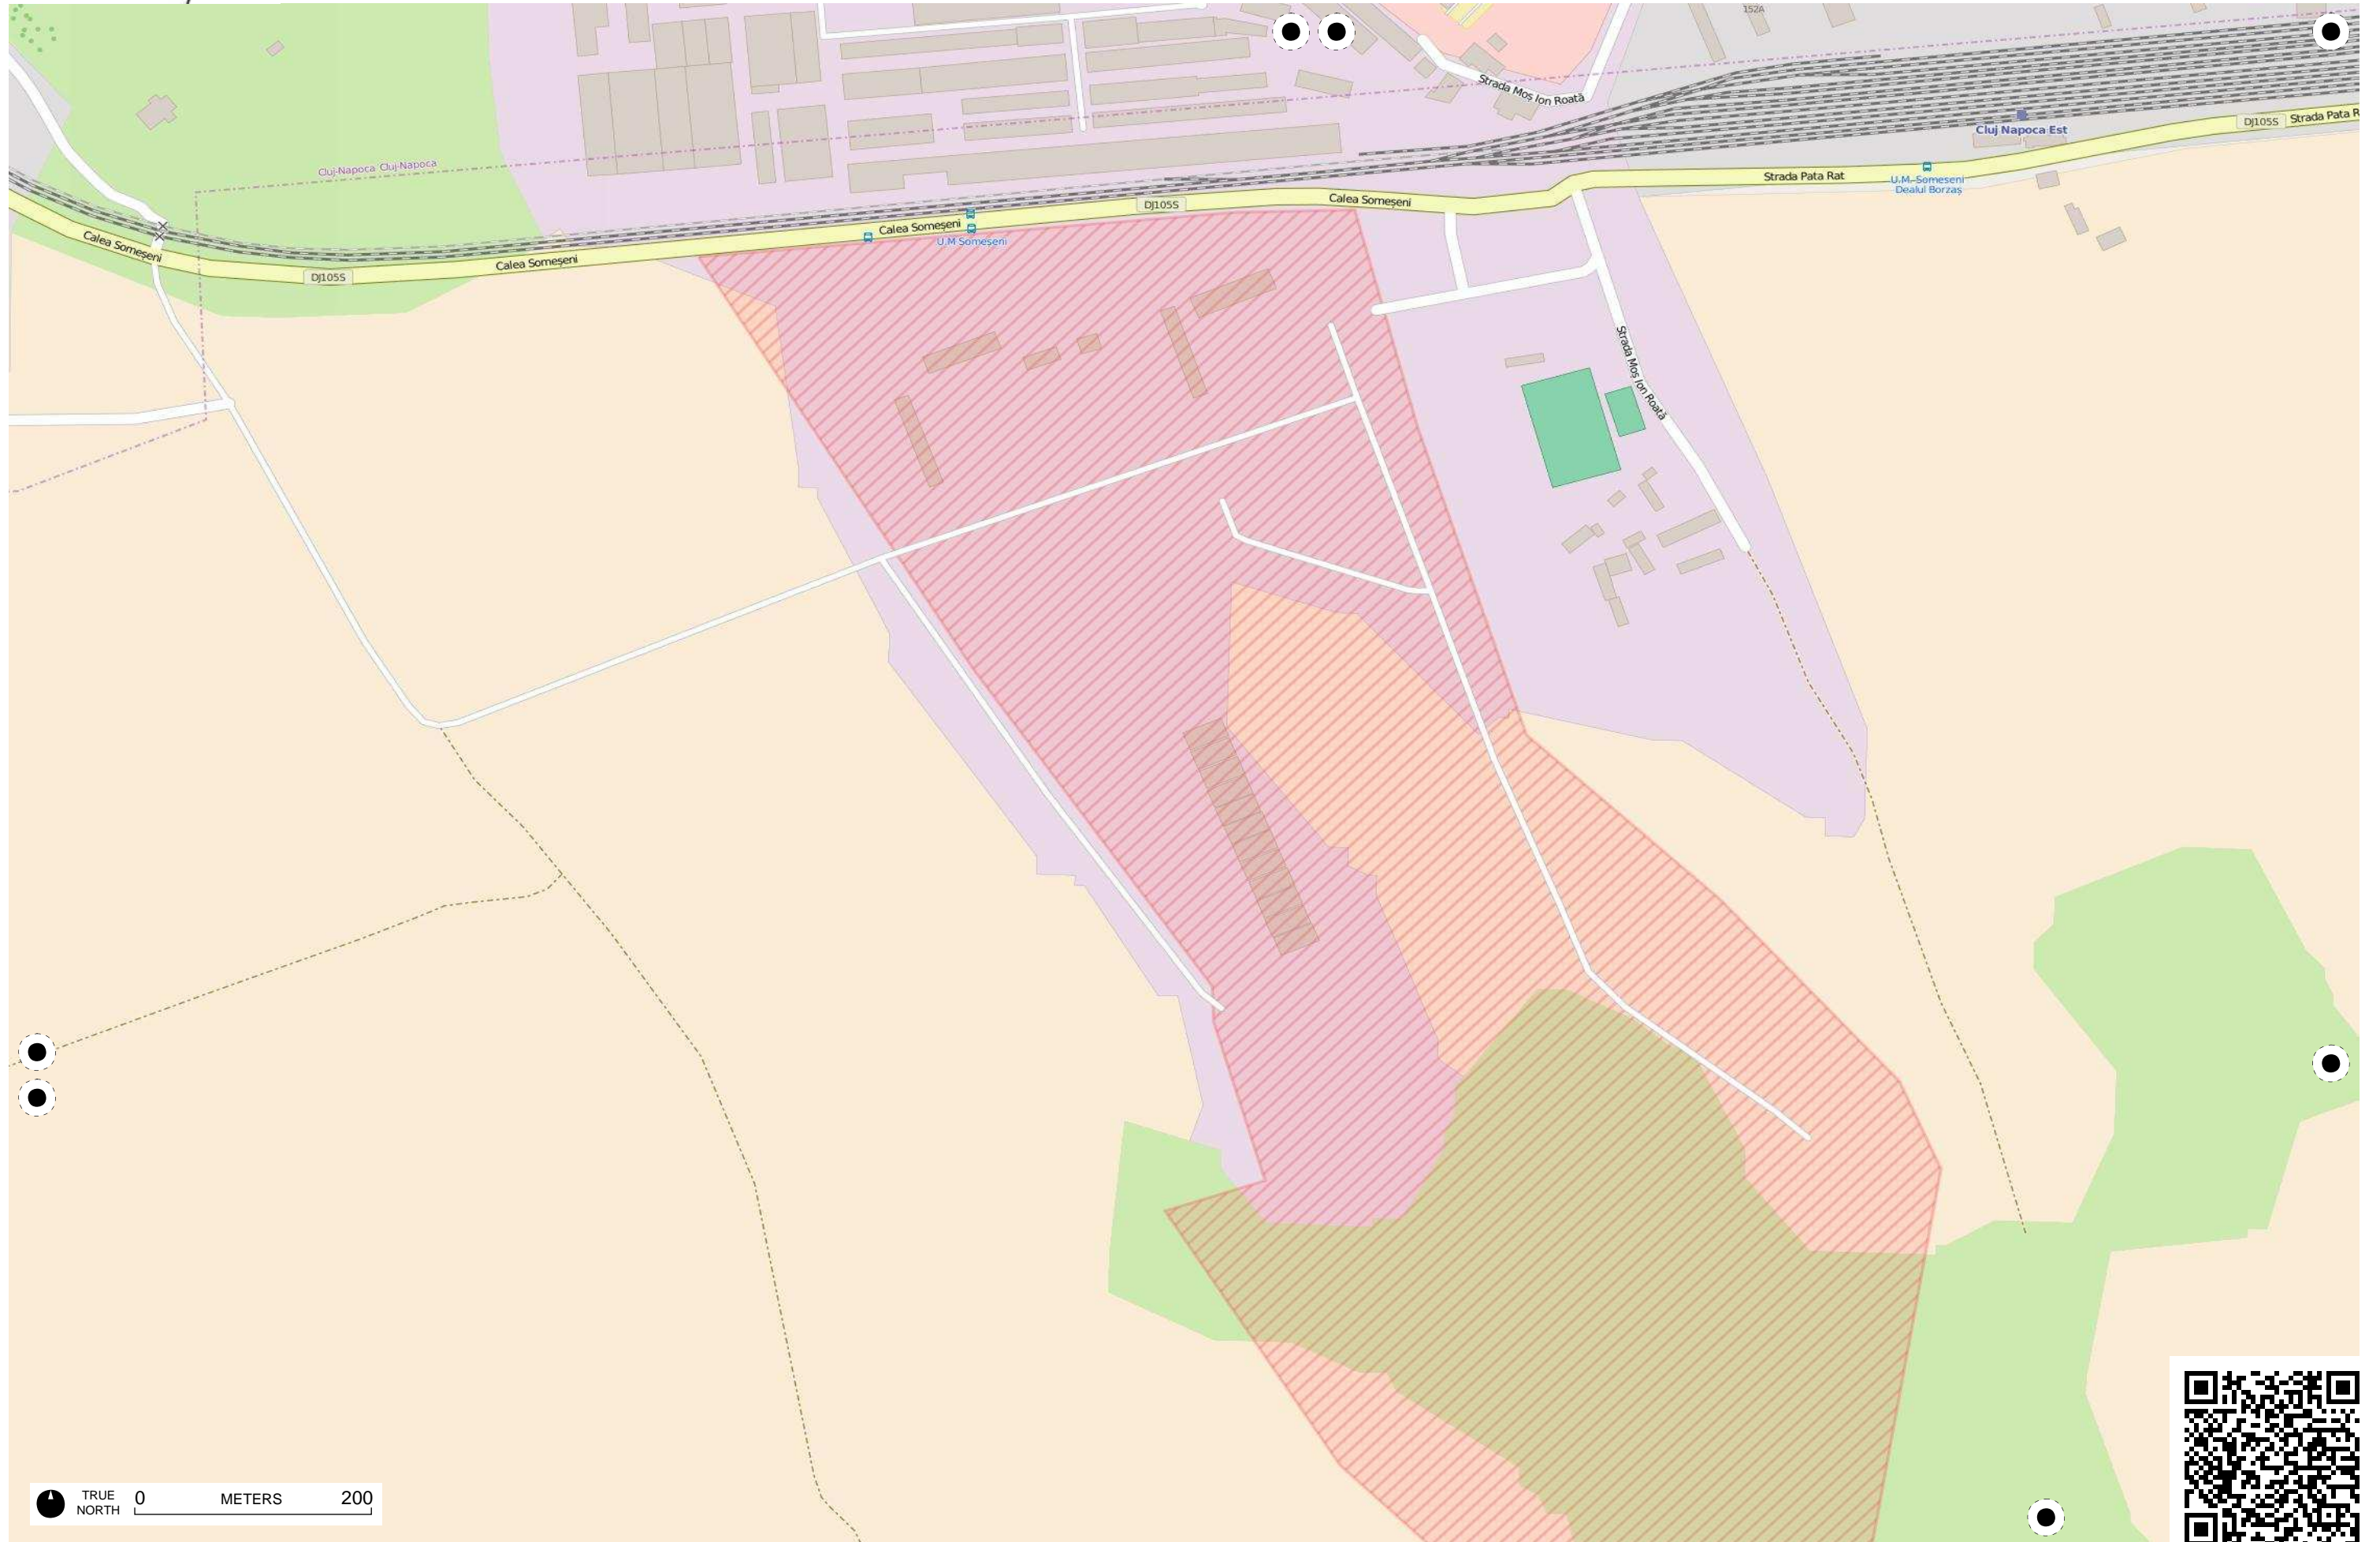 152A
Strada Moș Ion Roată
Cluj Napoca Est
DJ105S
Strada Pata R
Cluj-Napoca Cluj-Napoca
Strada Pata Rat
U.M. Someseni
Dealul Borzaș
DJ105S
Calea Someșeni
Calea Someșeni
U.M Someșeni
Calea Someșeni
Calea Someșeni
DJ105S
Strada Moș Ion Roată
TRUE
NORTH
0 METERS 200